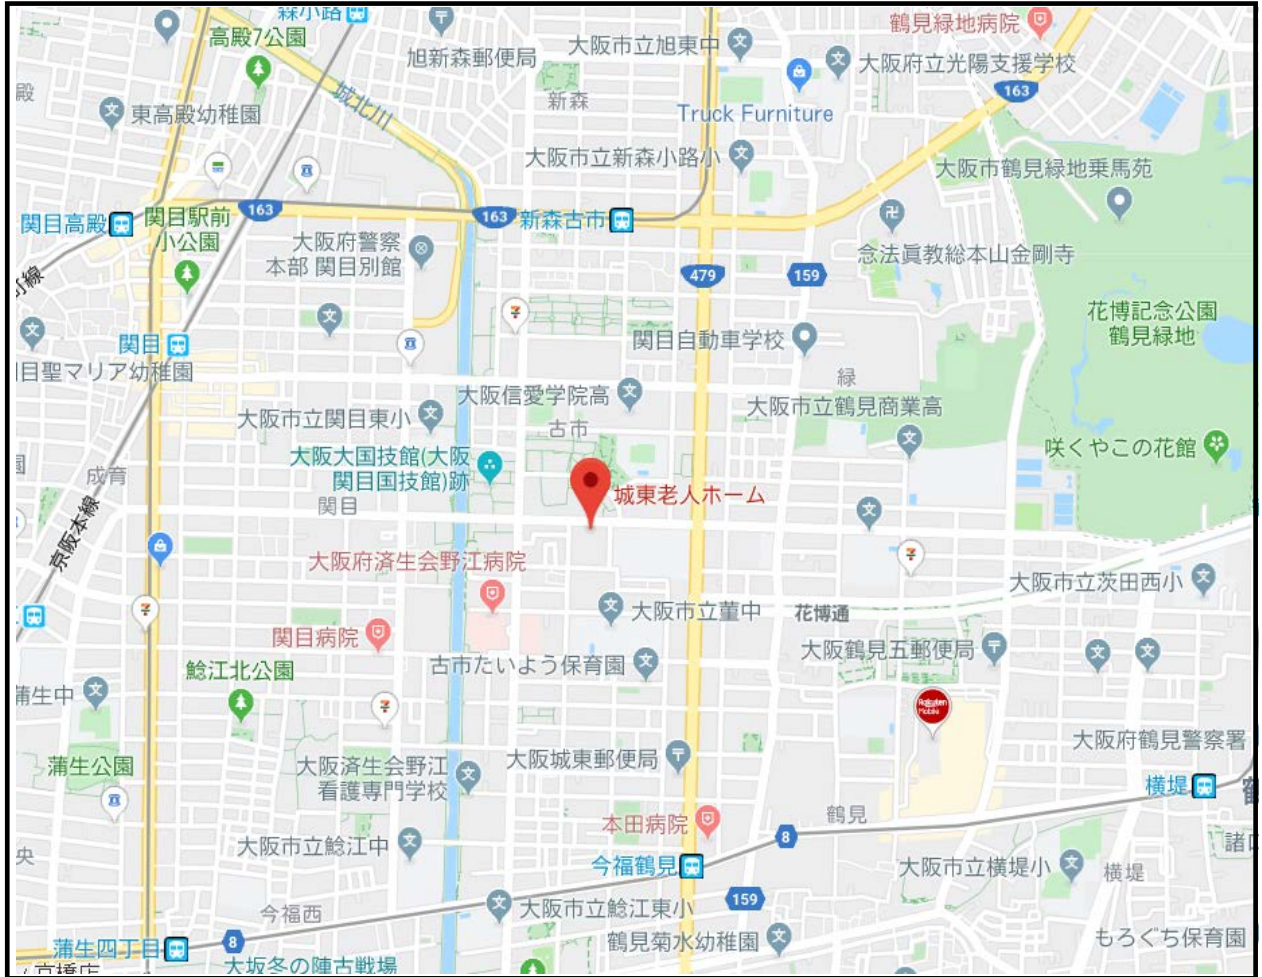 森小路
高殿7公園
旭新森郵便局
大阪市立旭東中
鶴見緑地病院
大阪府立光陽支援学校
163
殿
東高殿幼稚園
城北川
新森
Truck Furniture
大阪市立新森小路小
大阪市鶴見緑地乗馬苑
関目高殿
関目駅前
小公園
163
163
新森古市
大阪府警察
本部 関目別館
念法眞教総本山金剛寺
479
159
花博記念公園
鶴見緑地
関目
関目自動車学校
目聖マリア幼稚園
大阪信愛学院高
緑
大阪市立鶴見商業高
大阪市立関目東小
古市
大阪大国技館(大阪
関目国技館)跡
咲くやこの花館
成育
関目
城東老人ホーム
京阪本線
大阪府済生会野江病院
大阪市立茨田西小
大阪市立菫中
花博通
関目病院
古市たいよう保育園
大阪鶴見五郵便局
鯰江北公園
蒲生中
Rakuten
Mobile
大阪府鶴見警察署
蒲生公園
大阪済生会野江
看護専門学校
大阪城東郵便局
横堤
鶴見
本田病院
8
大阪市立鯰江中
央
今福鶴見
大阪市立横堤小
横堤
諸口
159
今福西
大阪市立鯰江東小
鶴見菊水幼稚園
もろぐち保育園
蒲生四丁目
8
大坂冬の陣古戦場
京橋店